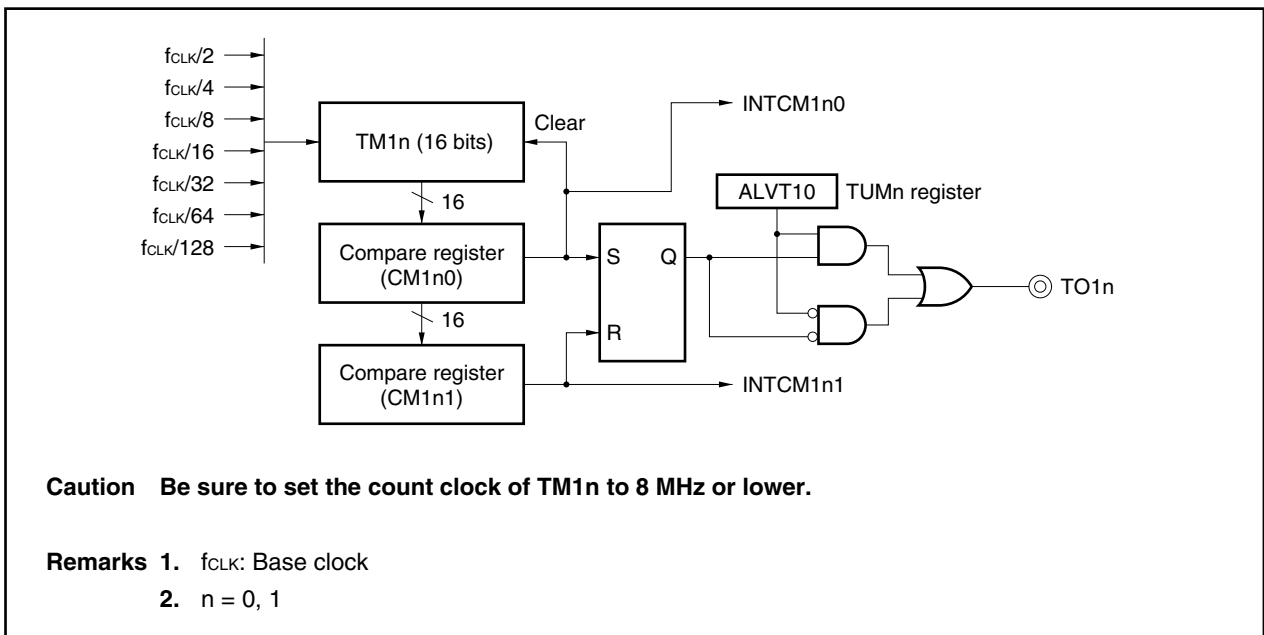 fCLK/2
fCLK/4
fCLK/8
fCLK/16
fCLK/32
fCLK/64
fCLK/128
TM1n (16 bits)
Clear
INTCM1n0
16
ALVT10 TUMn register
Compare register
(CM1n0)
S Q
TO1n
16
R
Compare register
(CM1n1)
INTCM1n1
Caution Be sure to set the count clock of TM1n to 8 MHz or lower.
Remarks 1. fCLK: Base clock
2. n = 0, 1